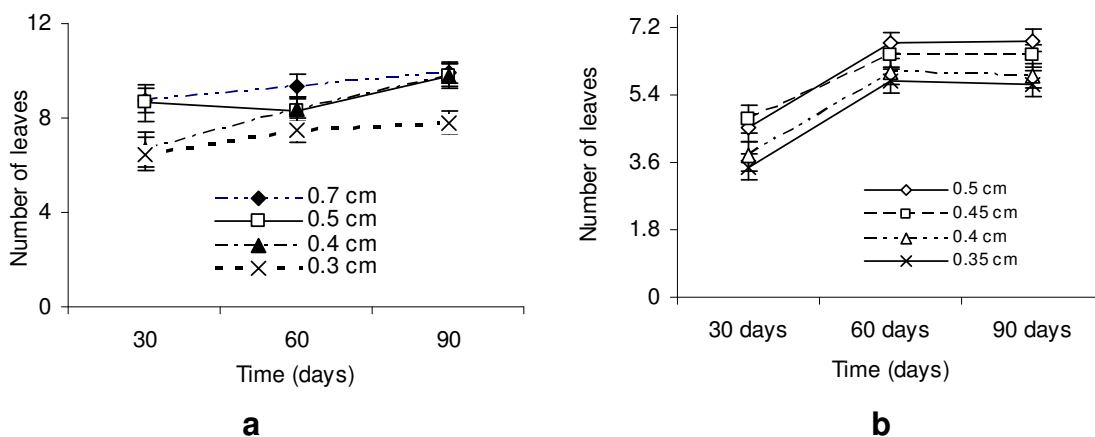 12
8
4
0
Number of leaves
0.7 cm
0.5 cm
0.4 cm
0.3 cm
30 60 90
Time (days)
a
7.2
5.4
3.6
1.8
0
Number of leaves
0.5 cm
0.45 cm
0.4 cm
0.35 cm
30 days 60 days 90 days
Time (days)
b